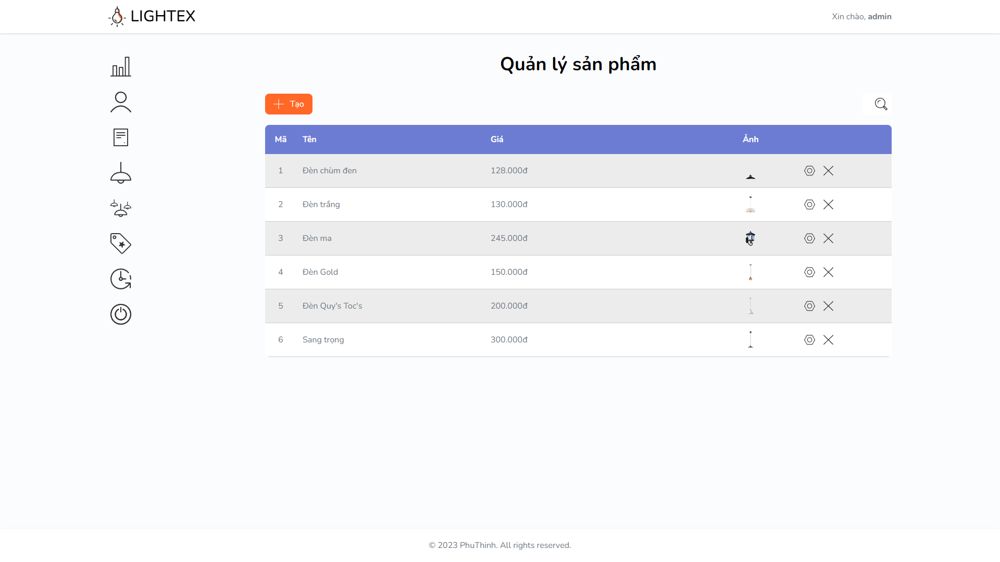 LIGHTEX
Xin chào, admin
Quản lý sản phẩm
Tạo
Mã Tên Giá Ảnh
1 Đèn chùm đen 128.000đ
2 Đèn trắng 130.000đ
3 Đèn ma 245.000đ
4 Đèn Gold 150.000đ
5 Đèn Quy's Toc's 200.000đ
6 Sang trọng 300.000đ
© 2023 PhuThinh. All rights reserved.